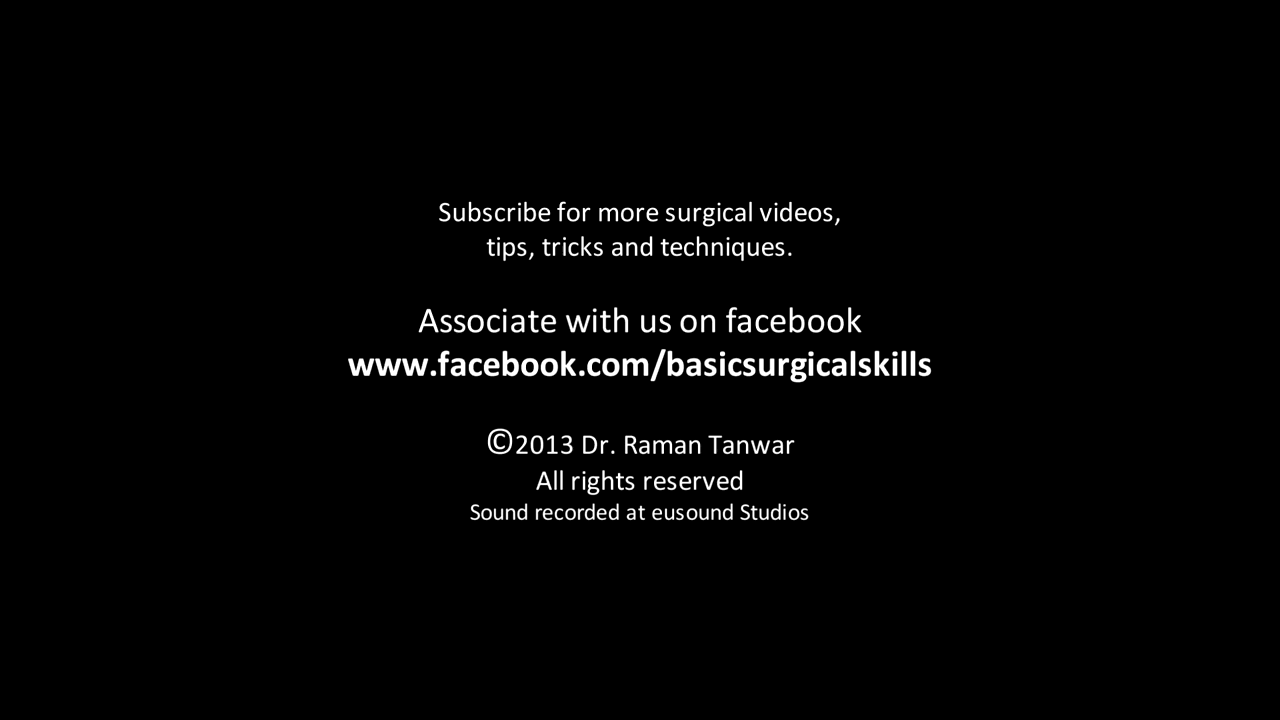 Subscribe for more surgical videos,
tips, tricks and techniques.
Associate with us on facebook
www.facebook.com/basicsurgicalskills
©2013 Dr. Raman Tanwar
All rights reserved
Sound recorded at eusound Studios